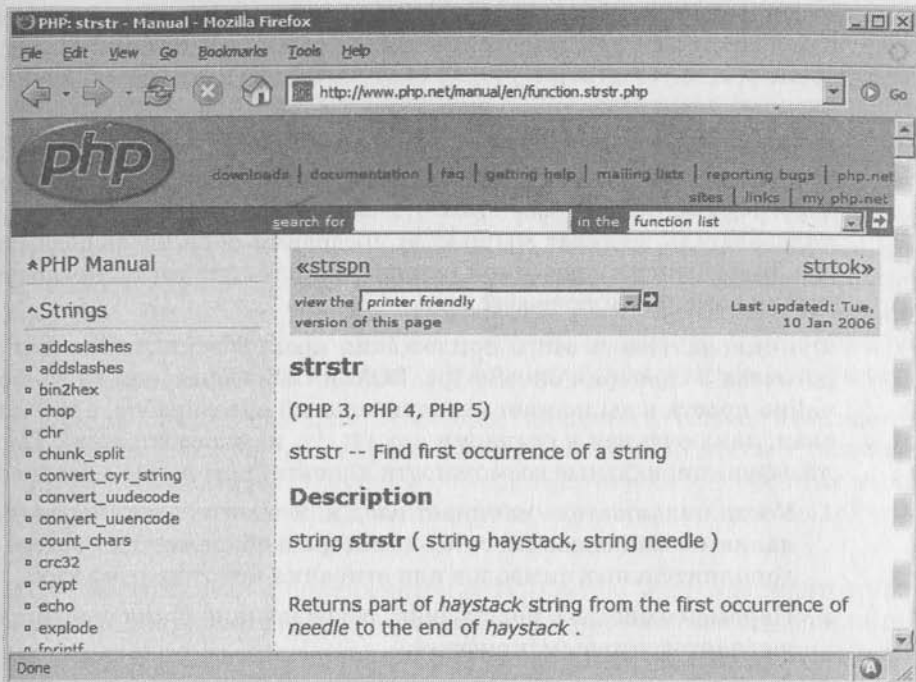 PHP: strstr - Manual - Mozilla Firefox
File Edit View Go Bookmarks Tools Help
http://www.php.net/manual/en/function.strstr.php Go
php
downloads | documentation | faq | getting help | mailing lists | reporting bugs | php.net
sites | links | my php.net
search for in the function list
PHP Manual
Strings
addcslashes
addslashes
bin2hex
chop
chr
chunk_split
convert_cyr_string
convert_uudecode
convert_uuencode
count_chars
crc32
crypt
echo
explode
fprintf
«strspn strtok»
view the printer friendly
version of this page
Last updated: Tue,
10 Jan 2006
strstr
(PHP 3, PHP 4, PHP 5)
strstr -- Find first occurrence of a string
Description
string strstr ( string haystack, string needle )
Returns part of haystack string from the first occurrence of
needle to the end of haystack .
Done